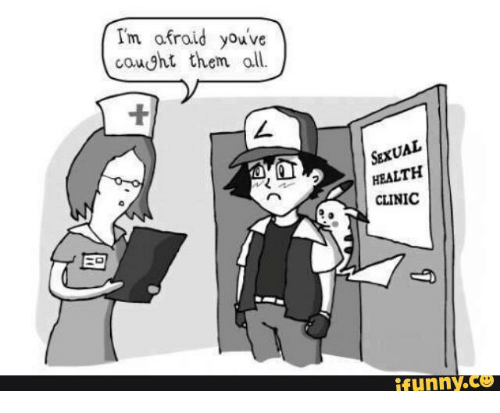 I'm afraid you've
caught them all.
SEXUAL
HEALTH
CLINIC
ifunny.co